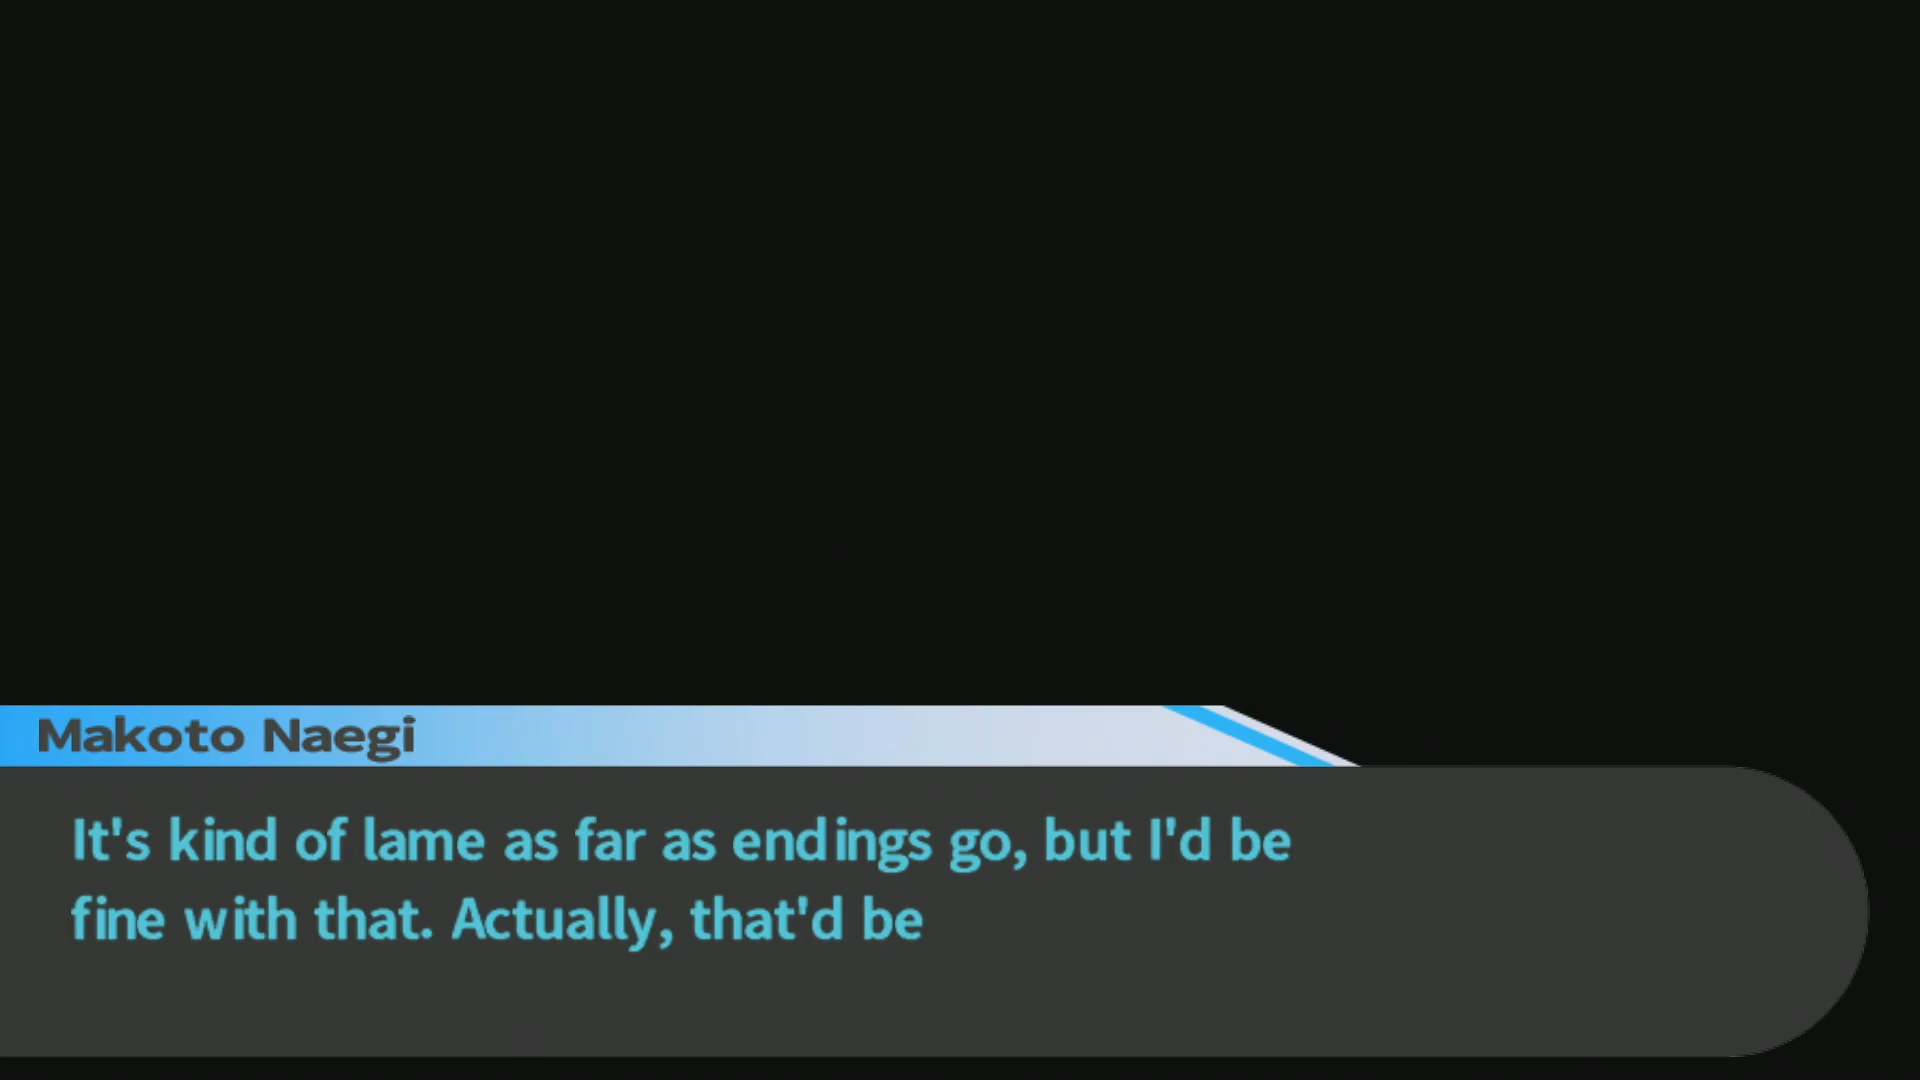 Makoto Naegi
It's kind of lame as far as endings go, but I'd be
fine with that. Actually, that'd be